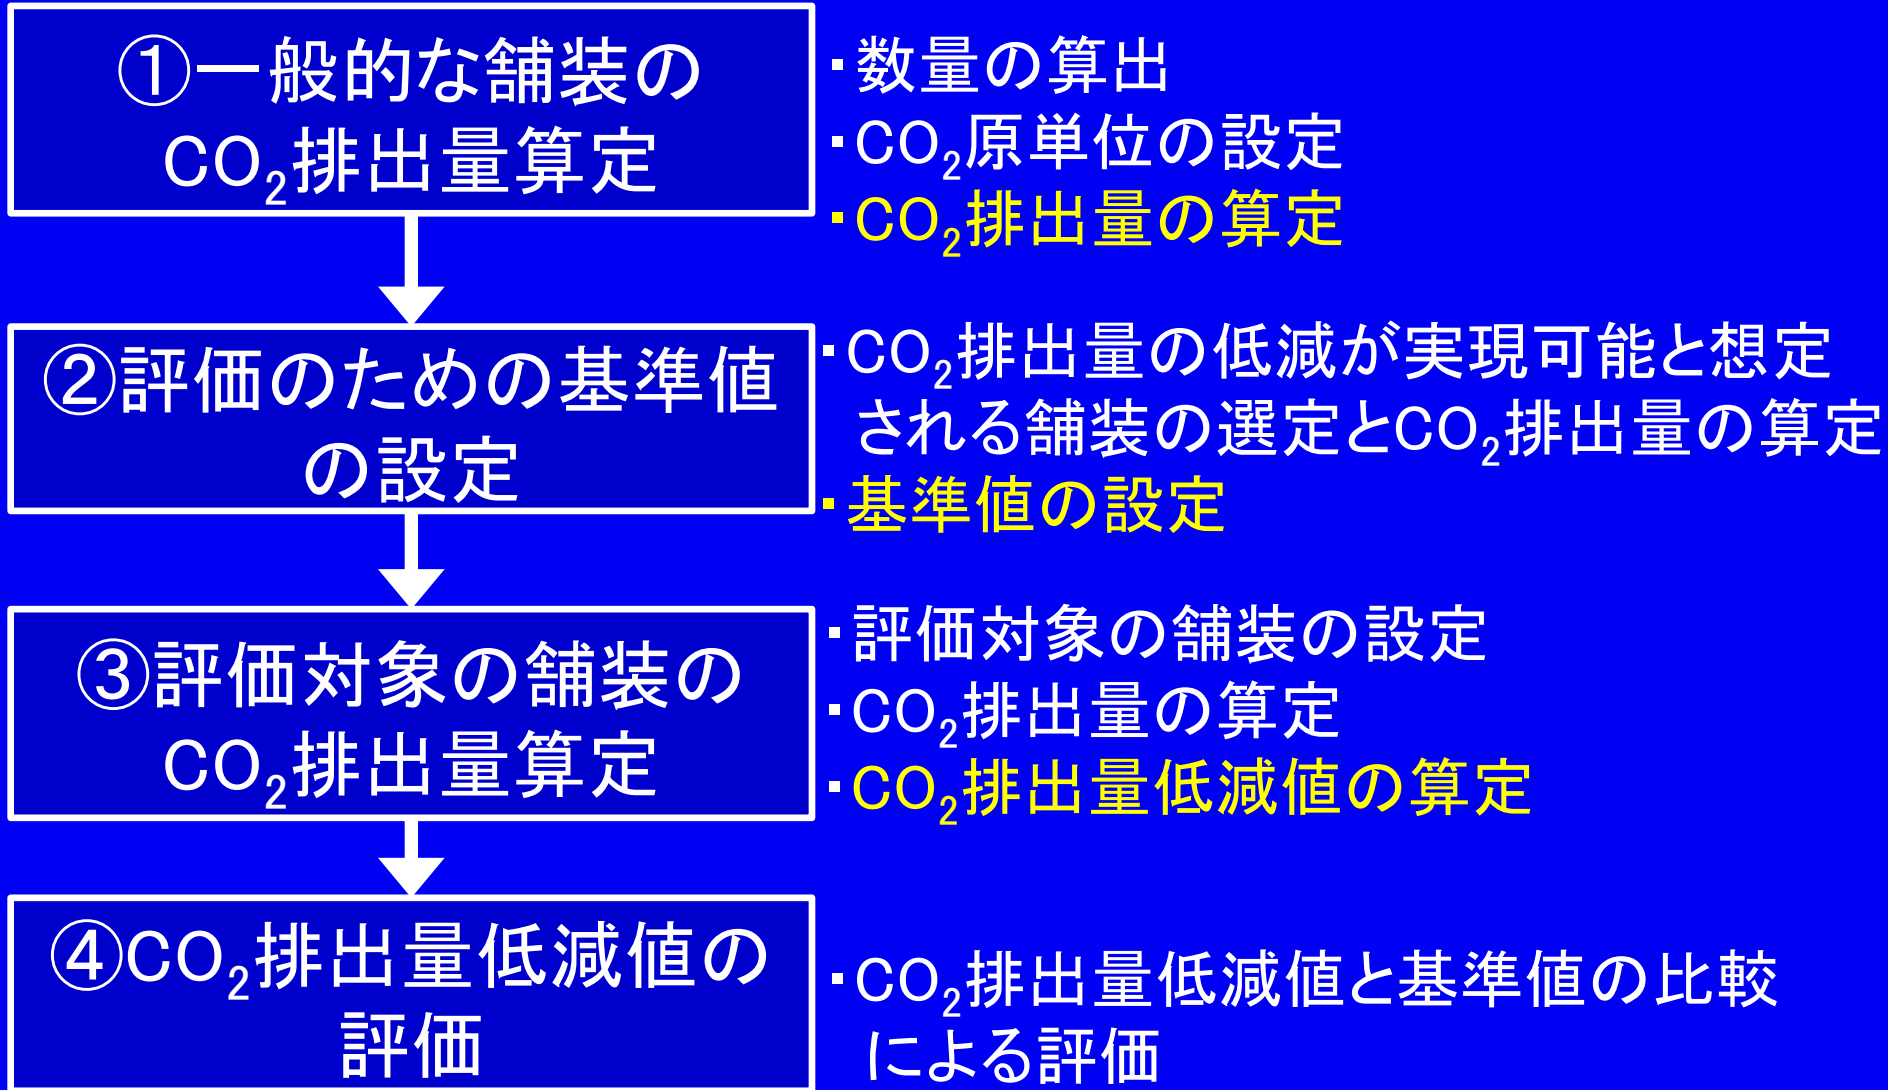 ①一般的な舗装の
CO₂排出量算定
・数量の算出
・CO₂原単位の設定
・CO₂排出量の算定
②評価のための基準値
の設定
・CO₂排出量の低減が実現可能と想定
される舗装の選定とCO₂排出量の算定
・基準値の設定
③評価対象の舗装の
CO₂排出量算定
・評価対象の舗装の設定
・CO₂排出量の算定
・CO₂排出量低減値の算定
④CO₂排出量低減値の
評価
・CO₂排出量低減値と基準値の比較
による評価